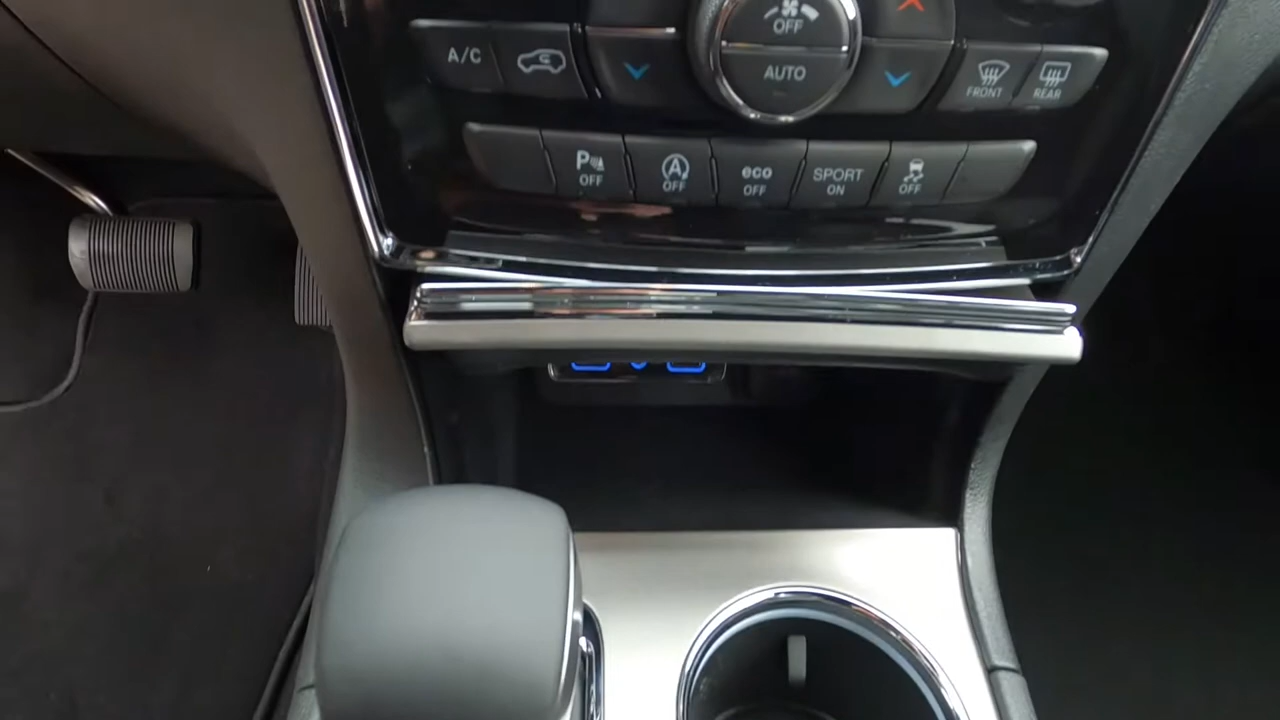 OFF
A/C
AUTO
FRONT
REAR
P OFF
A OFF
eco OFF
SPORT ON
OFF